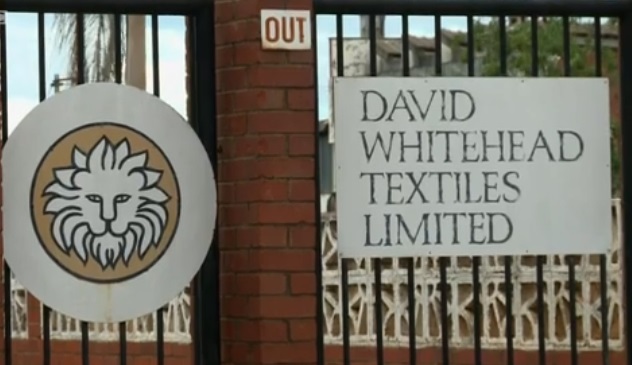 OUT
DAVID
WHITEHEAD
TEXTILES
LIMITED